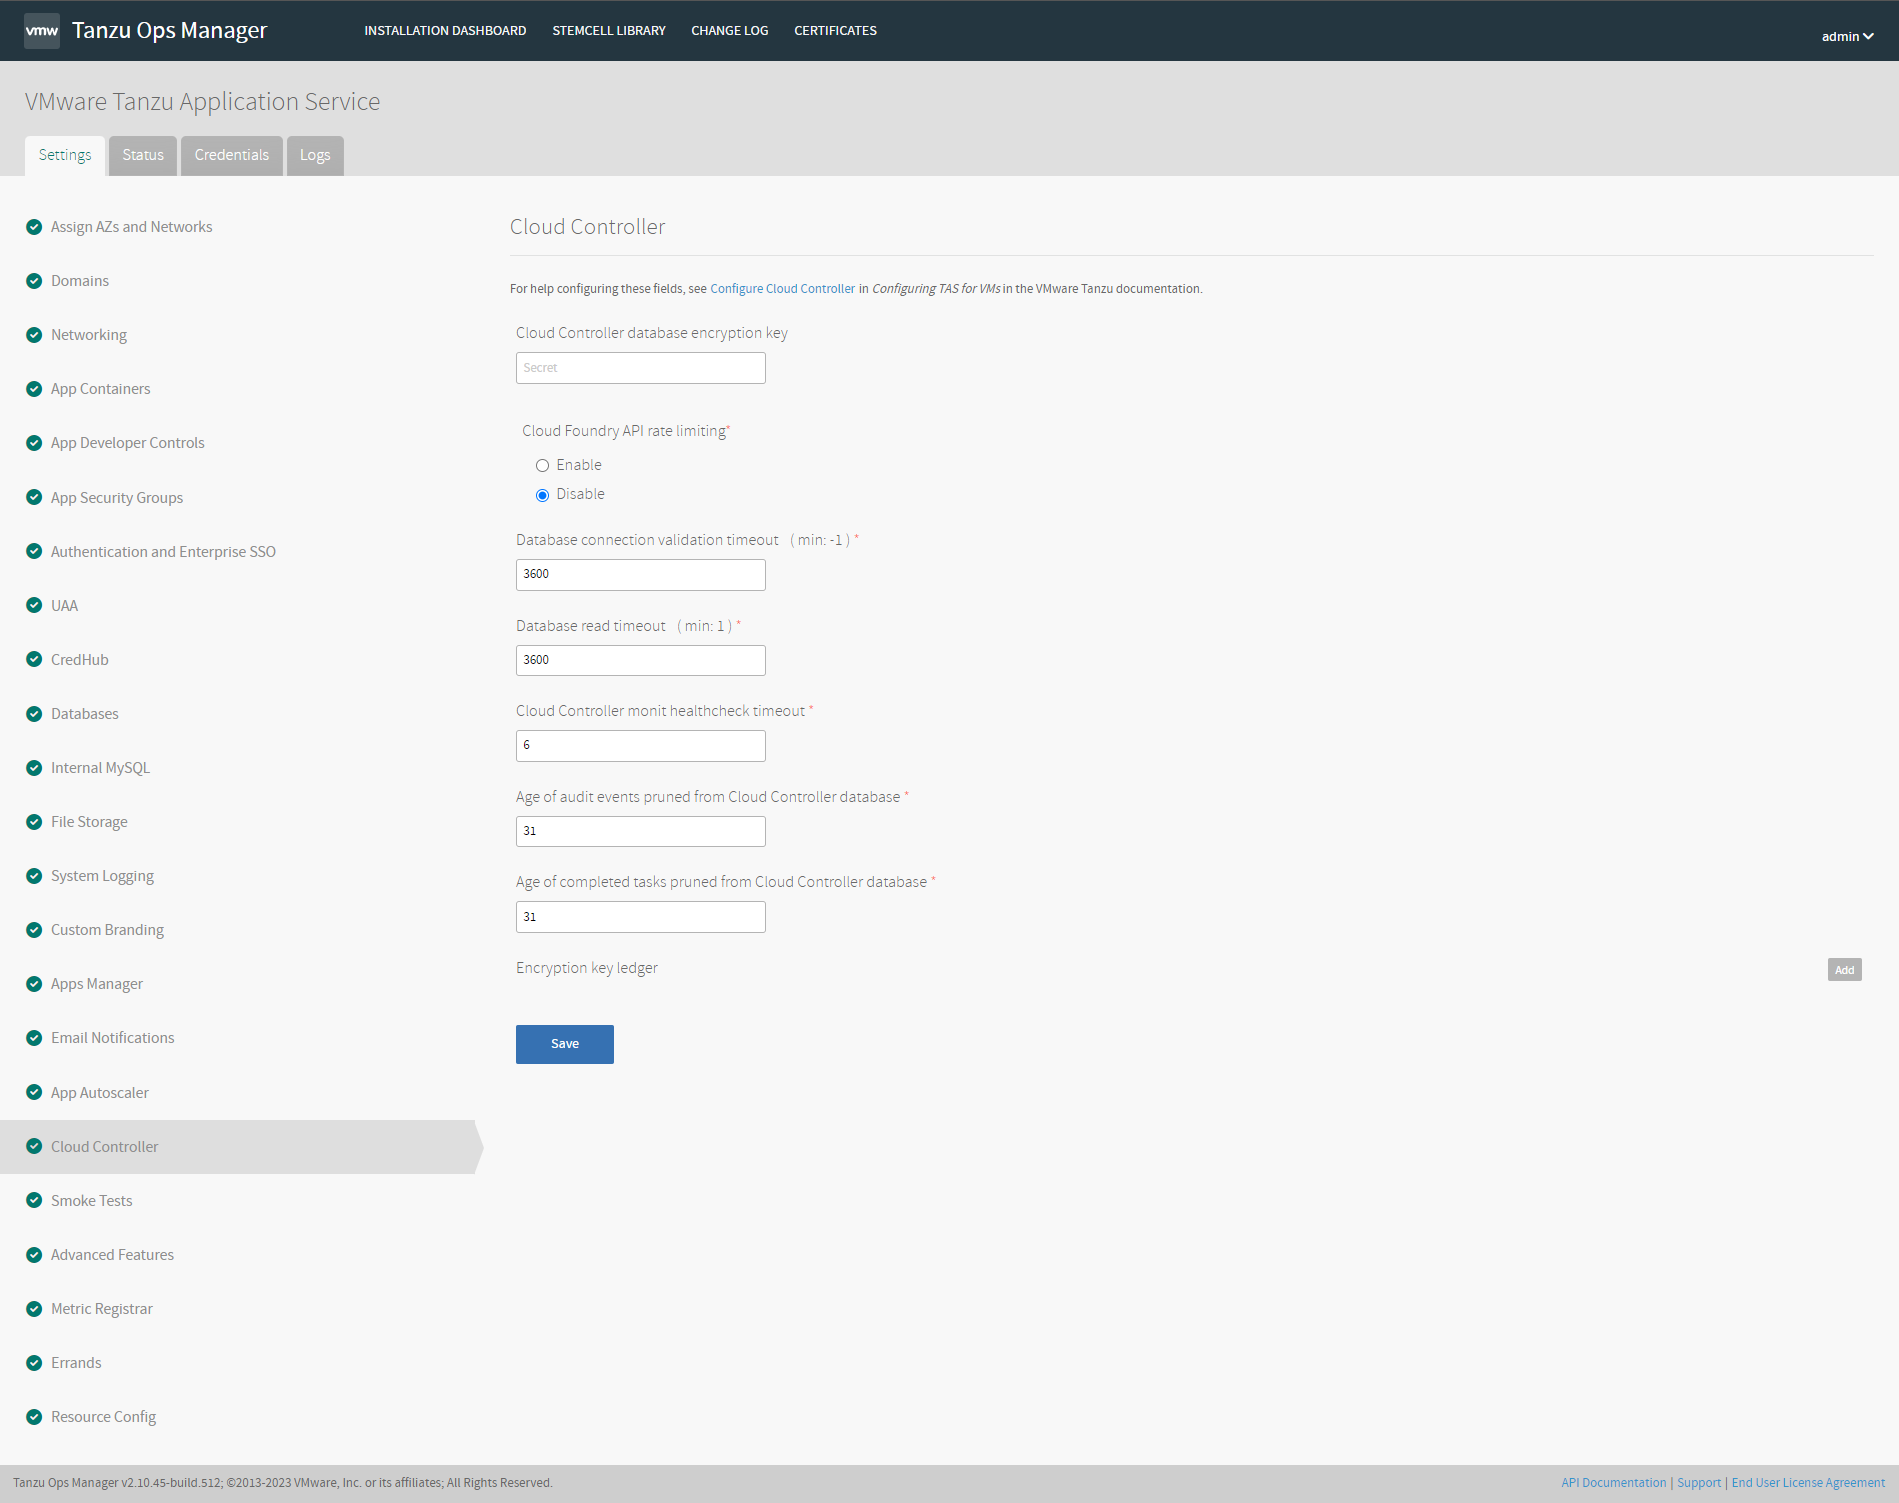 vmw Tanzu Ops Manager INSTALLATION DASHBOARD STEMCELL LIBRARY CHANGE LOG CERTIFICATES admin
VMware Tanzu Application Service
Settings Status Credentials Logs
Assign AZs and Networks
Domains
Networking
App Containers
App Developer Controls
App Security Groups
Authentication and Enterprise SSO
UAA
CredHub
Databases
Internal MySQL
File Storage
System Logging
Custom Branding
Apps Manager
Email Notifications
App Autoscaler
Cloud Controller
Smoke Tests
Advanced Features
Metric Registrar
Errands
Resource Config
Cloud Controller
For help configuring these fields, see Configure Cloud Controller in Configuring TAS for VMs in the VMware Tanzu documentation.
Cloud Controller database encryption key
Secret
Cloud Foundry API rate limiting*
Enable
Disable
Database connection validation timeout ( min: -1 ) *
3600
Database read timeout ( min: 1 ) *
3600
Cloud Controller monit healthcheck timeout *
6
Age of audit events pruned from Cloud Controller database *
31
Age of completed tasks pruned from Cloud Controller database *
31
Encryption key ledger Add
Save
Tanzu Ops Manager v2.10.45-build.512; ©2013-2023 VMware, Inc. or its affiliates; All Rights Reserved. API Documentation | Support | End User License Agreement